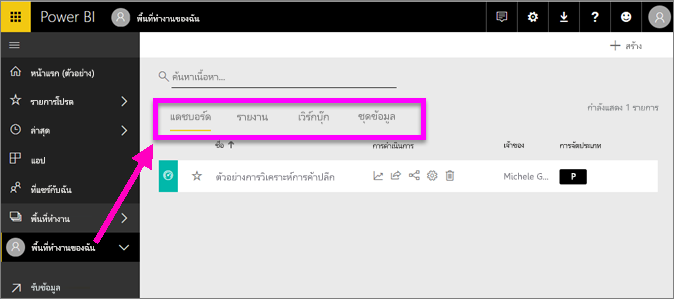 Power BI พื้นที่ทำงานของฉัน
สร้าง
หน้าแรก (ตัวอย่าง)
รายการโปรด
ล่าสุด
แอป
ที่แชร์กับฉัน
พื้นที่ทำงาน
พื้นที่ทำงานของฉัน
รับข้อมูล
ค้นหาเนื้อหา...
กำลังแสดง 1 รายการ
แดชบอร์ด รายงาน เวิร์กบุ๊ก ชุดข้อมูล
ชื่อ การดำเนินการ เจ้าของ การจัดประเภท
ตัวอย่างการวิเคราะห์การค้าปลีก Michele G... P